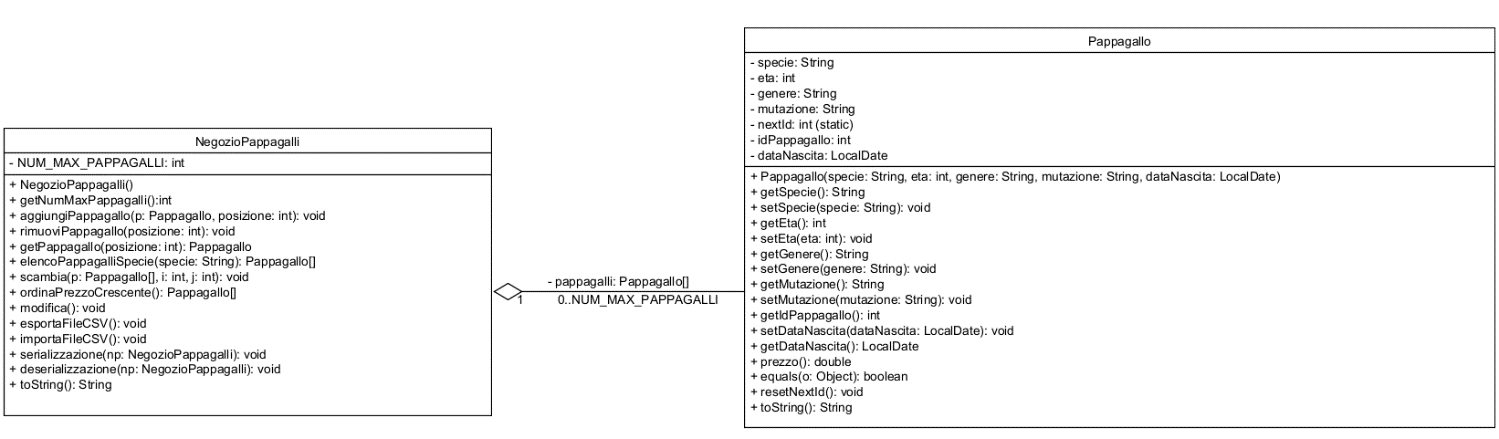 NegozioPappagalli
- NUM_MAX_PAPPAGALLI: int
+ NegozioPappagalli()
+ getNumMaxPappagalli():int
+ aggiungiPappagallo(p: Pappagallo, posizione: int): void
+ rimuoviPappagallo(posizione: int): void
+ getPappagallo(posizione: int): Pappagallo
+ elencoPappagalliSpecie(specie: String): Pappagallo[]
+ scambia(p: Pappagallo[], i: int, j: int): void
+ ordinaPrezzoCrescente(): Pappagallo[]
+ modifica(): void
+ esportaFileCSV(): void
+ importaFileCSV(): void
+ serializzazione(np: NegozioPappagalli): void
+ deserializzazione(np: NegozioPappagalli): void
+ toString(): String
- pappagalli: Pappagallo[]
1
0..NUM_MAX_PAPPAGALLI
Pappagallo
- specie: String
- eta: int
- genere: String
- mutazione: String
- nextId: int (static)
- idPappagallo: int
- dataNascita: LocalDate
+ Pappagallo(specie: String, eta: int, genere: String, mutazione: String, dataNascita: LocalDate)
+ getSpecie(): String
+ setSpecie(specie: String): void
+ getEta(): int
+ setEta(eta: int): void
+ getGenere(): String
+ setGenere(genere: String): void
+ getMutazione(): String
+ setMutazione(mutazione: String): void
+ getIdPappagallo(): int
+ setDataNascita(dataNascita: LocalDate): void
+ getDataNascita(): LocalDate
+ prezzo(): double
+ equals(o: Object): boolean
+ resetNextId(): void
+ toString(): String